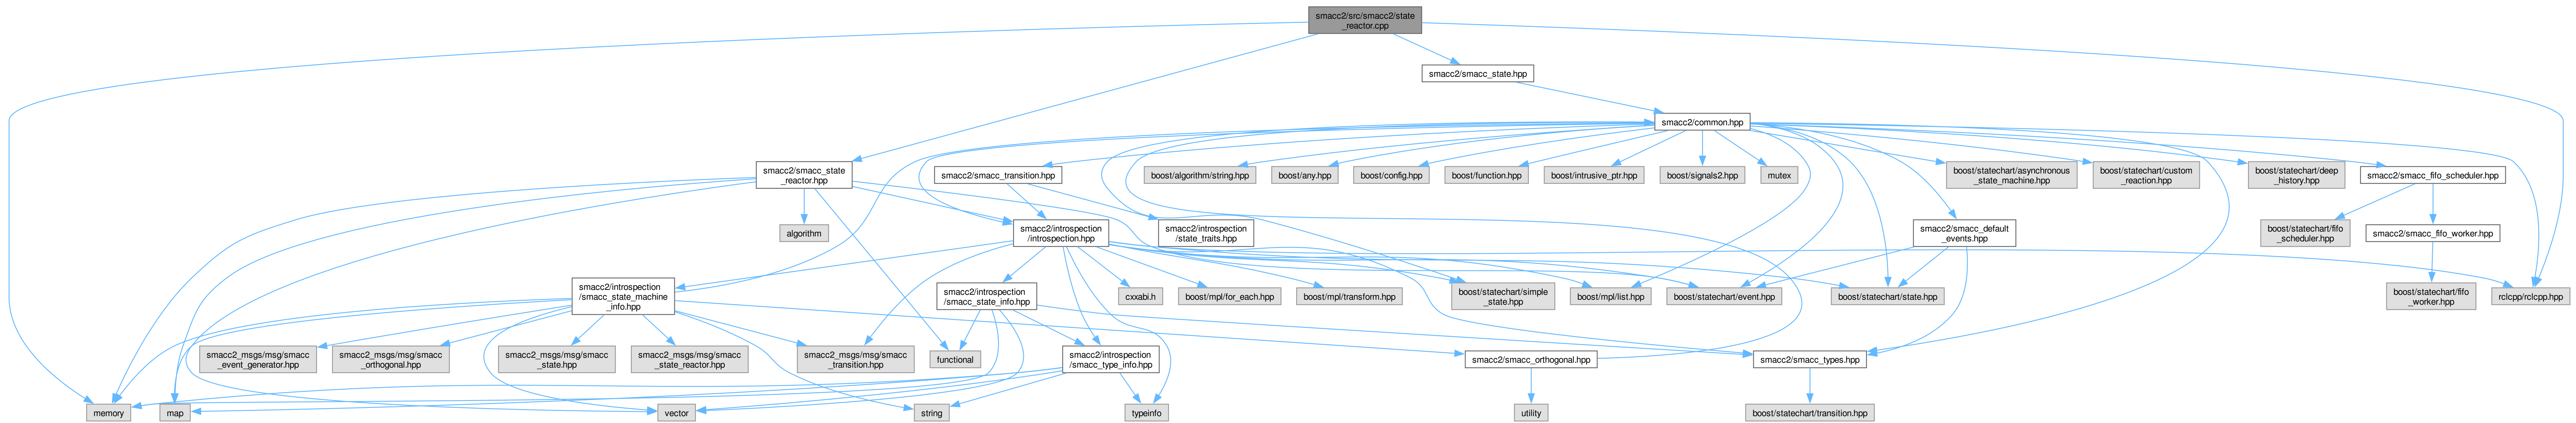 smacc2/src/smacc2/state
_reactor.cpp
smacc2/smacc_state.hpp
smacc2/common.hpp
smacc2/smacc_state
_reactor.hpp
smacc2/smacc_transition.hpp
boost/algorithm/string.hpp
boost/any.hpp
boost/config.hpp
boost/function.hpp
boost/intrusive_ptr.hpp
boost/signals2.hpp
mutex
boost/statechart/asynchronous
_state_machine.hpp
boost/statechart/custom
_reaction.hpp
boost/statechart/deep
_history.hpp
smacc2/smacc_fifo_scheduler.hpp
algorithm
smacc2/introspection
/introspection.hpp
smacc2/introspection
/state_traits.hpp
smacc2/smacc_default
_events.hpp
boost/statechart/fifo
_scheduler.hpp
smacc2/smacc_fifo_worker.hpp
smacc2/introspection
/smacc_state_machine
_info.hpp
smacc2/introspection
/smacc_state_info.hpp
cxxabi.h
boost/mpl/for_each.hpp
boost/mpl/transform.hpp
boost/statechart/simple
_state.hpp
boost/mpl/list.hpp
boost/statechart/event.hpp
boost/statechart/state.hpp
boost/statechart/fifo
_worker.hpp
rclcpp/rclcpp.hpp
smacc2_msgs/msg/smacc
_event_generator.hpp
smacc2_msgs/msg/smacc
_orthogonal.hpp
smacc2_msgs/msg/smacc
_state.hpp
smacc2_msgs/msg/smacc
_state_reactor.hpp
smacc2_msgs/msg/smacc
_transition.hpp
functional
smacc2/introspection
/smacc_type_info.hpp
smacc2/smacc_orthogonal.hpp
smacc2/smacc_types.hpp
memory
map
vector
string
typeinfo
utility
boost/statechart/transition.hpp